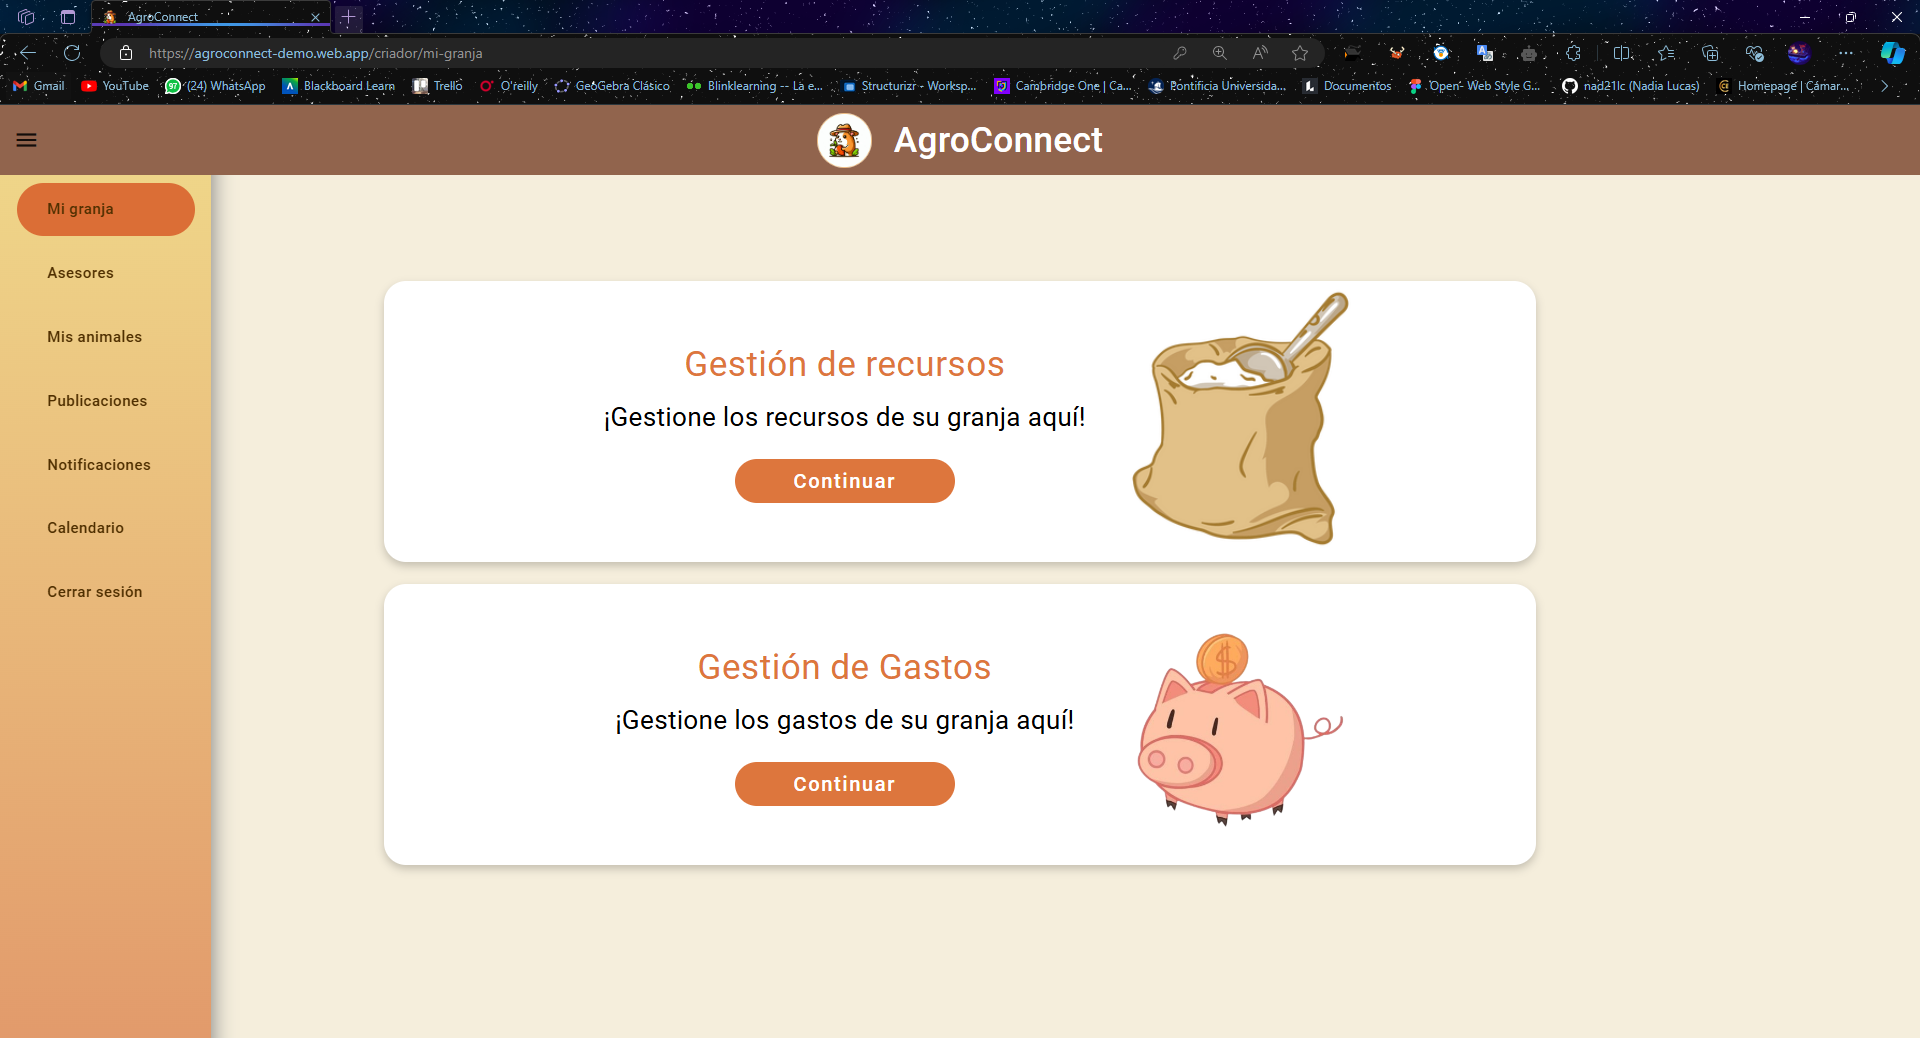 AgroConnect
https://agroconnect-demo.web.app/criador/mi-granja
Gmail
YouTube
(24) WhatsApp
Blackboard Learn
Trello
O'reilly
GeoGebra Clásico
Blinklearning -- La e...
Structurizr - Worksp...
Cambridge One | Ca...
Pontificia Universida...
Documentos
Open- Web Style G...
nad21lc (Nadia Lucas)
Homepage | Cámar...
AgroConnect
Mi granja
Asesores
Mis animales
Publicaciones
Notificaciones
Calendario
Cerrar sesión
Gestión de recursos
¡Gestione los recursos de su granja aquí!
Continuar
Gestión de Gastos
¡Gestione los gastos de su granja aquí!
Continuar